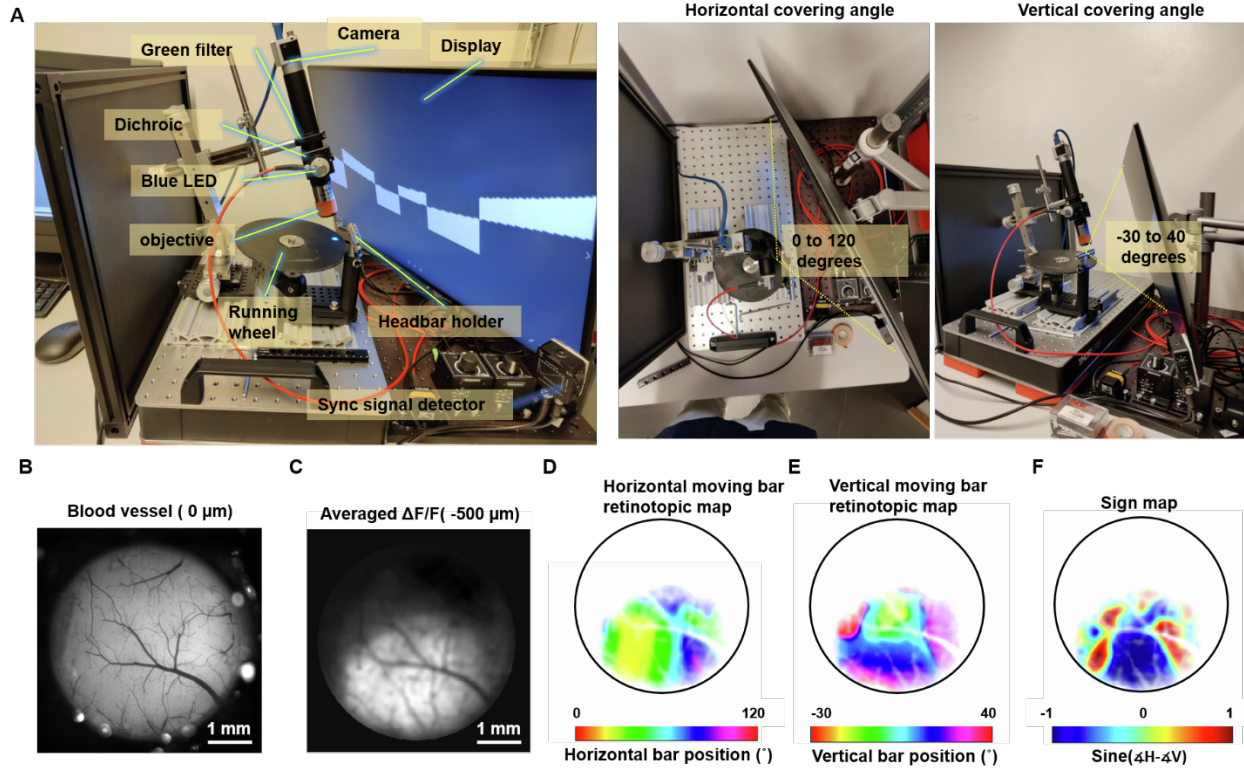 A
Horizontal covering angle
Vertical covering angle
Green filter
Camera
Display
Dichroic
Blue LED
objective
Running
wheel
Headbar holder
Sync signal detector
0 to 120
degrees
-30 to 40
degrees
B
Blood vessel ( 0 µm)
1 mm
C
Averaged ΔF/F( -500 µm)
1 mm
D
Horizontal moving bar
retinotopic map
0
120
Horizontal bar position (°)
E
Vertical moving bar
retinotopic map
-30
40
Vertical bar position (°)
F
Sign map
-1
0
1
Sine(∡H-∡V)